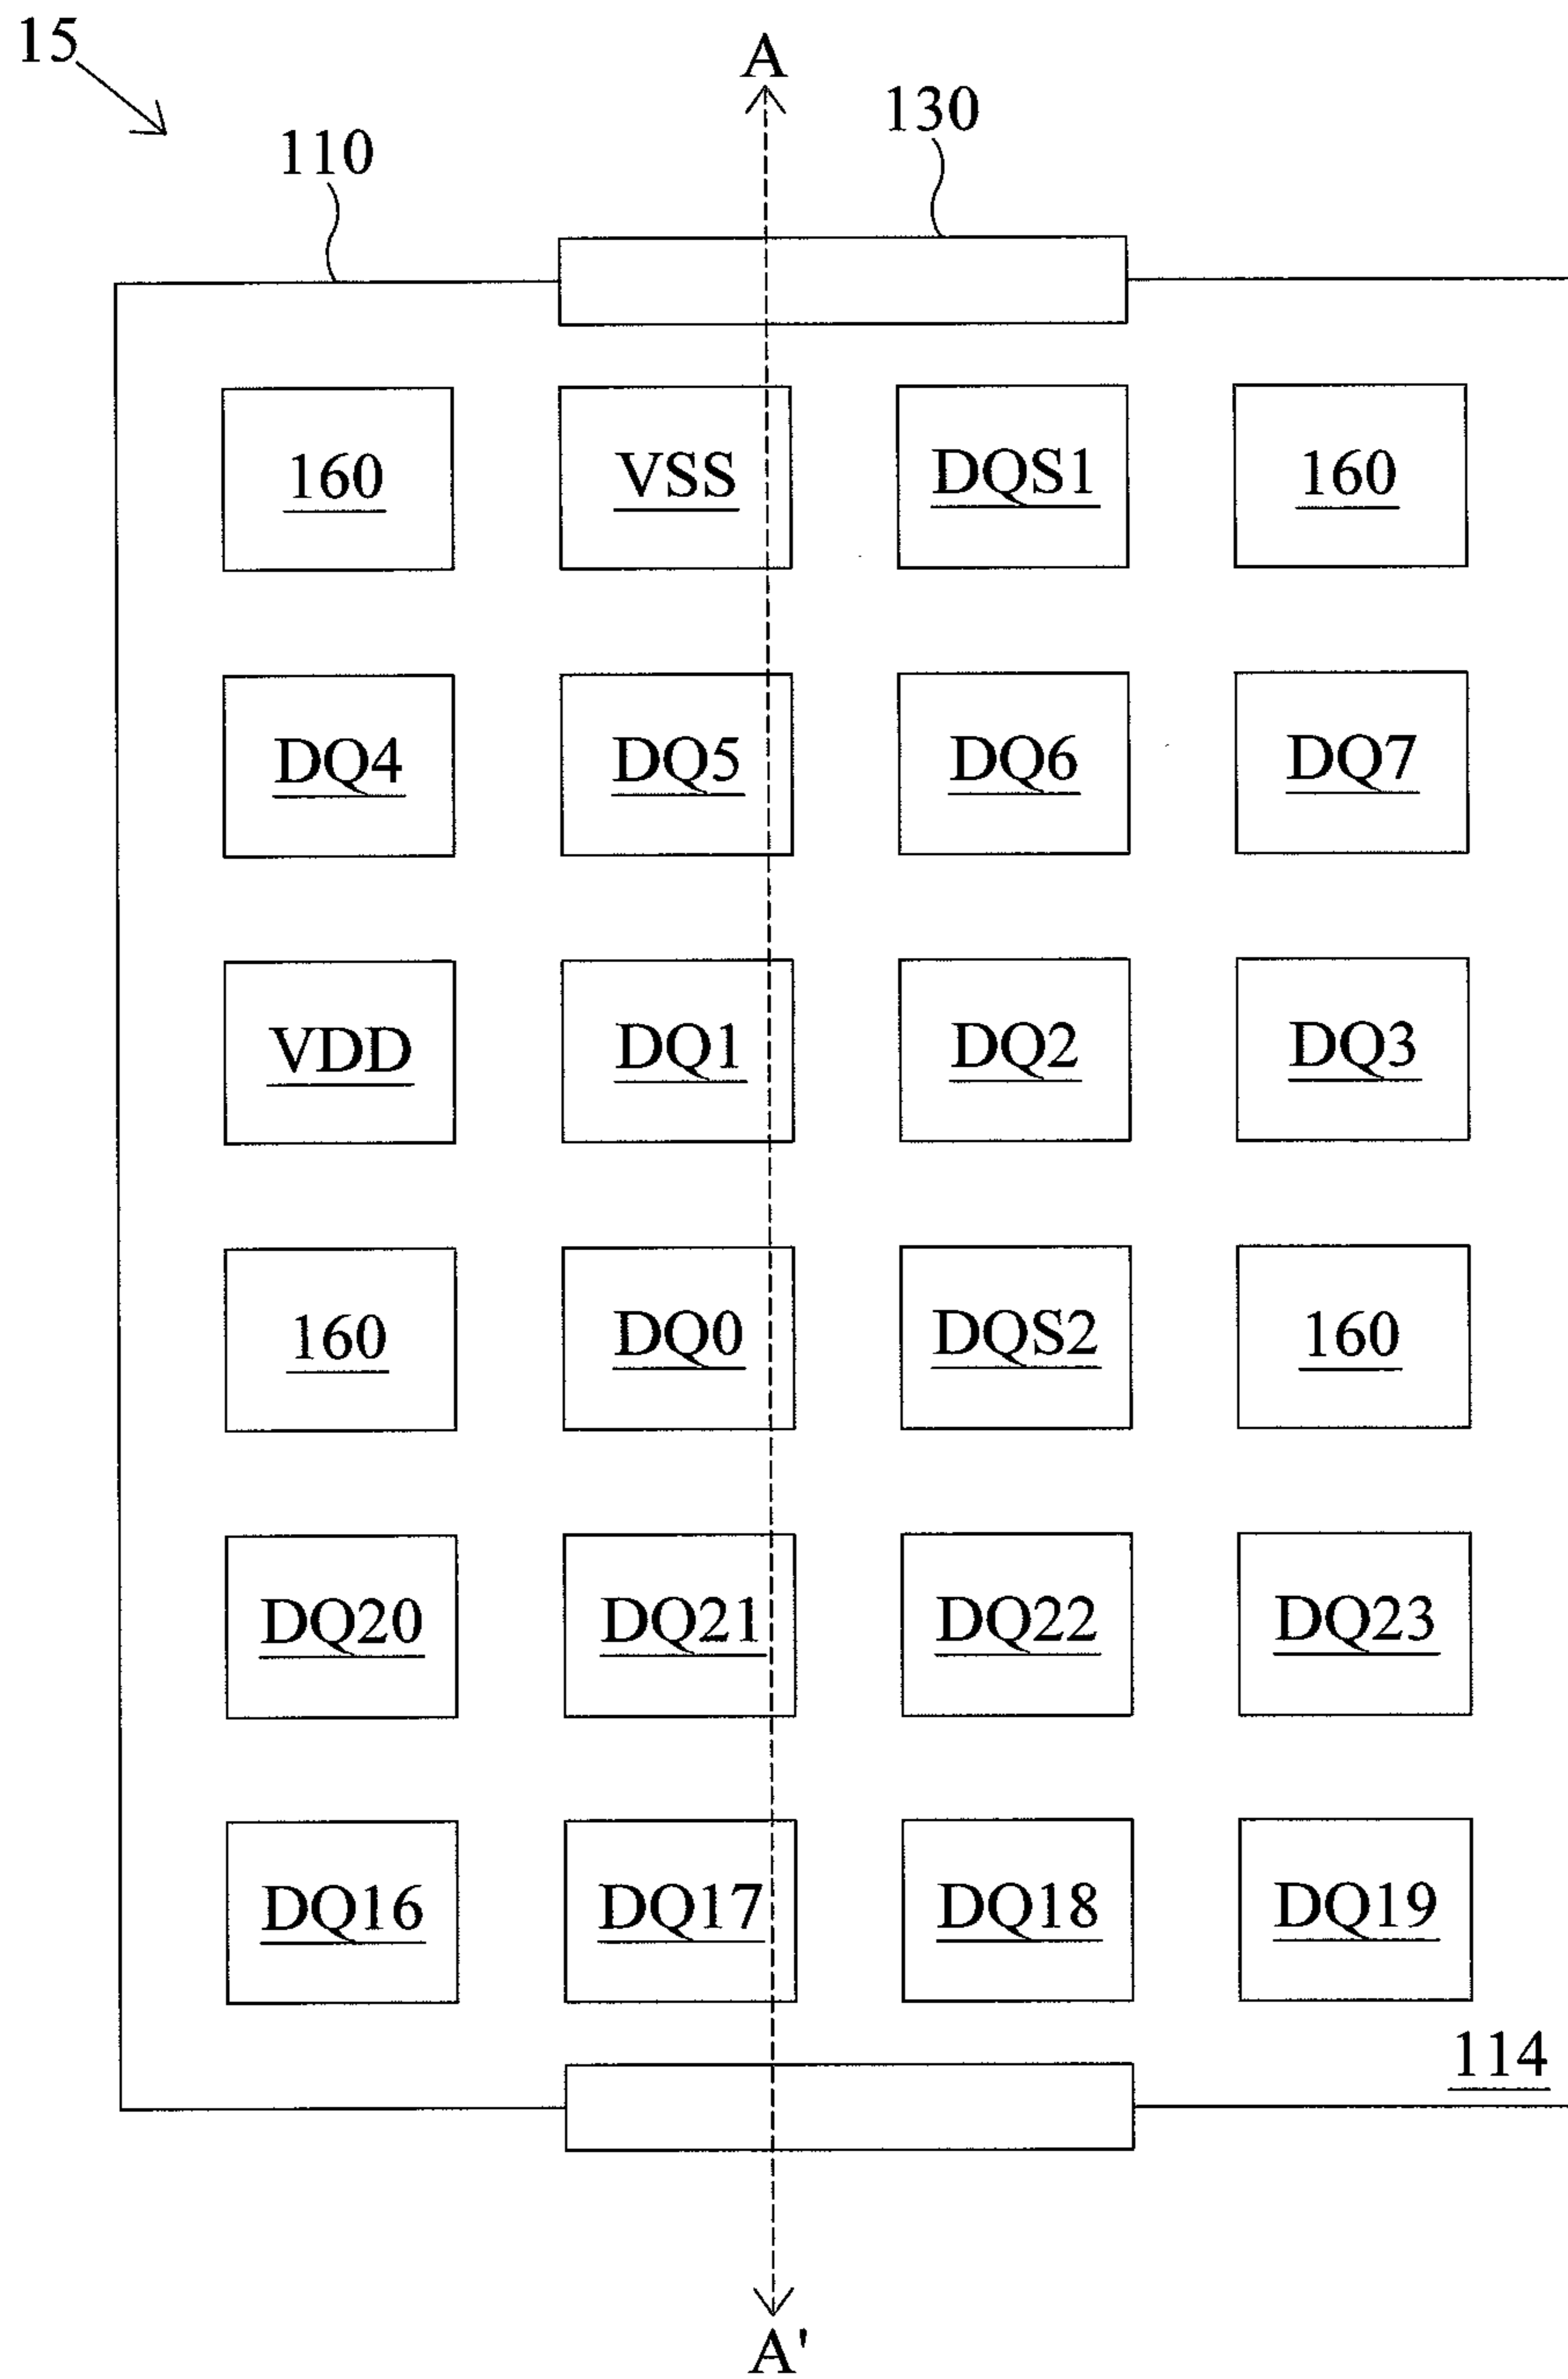 15
A
130
110
160 VSS DQS1 160
DQ4 DQ5 DQ6 DQ7
VDD DQ1 DQ2 DQ3
160 DQ0 DQS2 160
DQ20 DQ21 DQ22 DQ23
DQ16 DQ17 DQ18 DQ19
114
A'